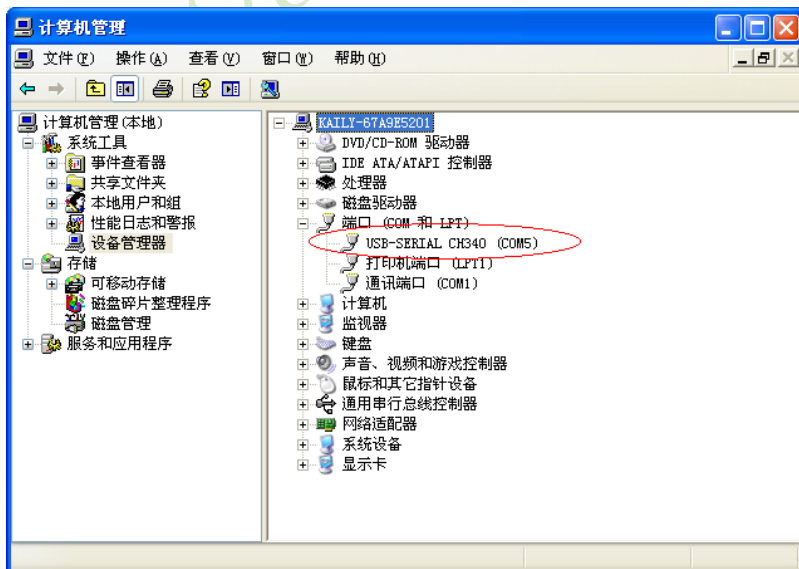 计算机管理
文件(F) 操作(A) 查看(V) 窗口(W) 帮助(H)
计算机管理(本地)
系统工具
事件查看器
共享文件夹
本地用户和组
性能日志和警报
设备管理器
存储
可移动存储
磁盘碎片整理程序
磁盘管理
服务和应用程序
KAILY-67A9E5201
DVD/CD-ROM 驱动器
IDE ATA/ATAPI 控制器
处理器
磁盘驱动器
端口 (COM 和 LPT)
USB-SERIAL CH340 (COM5)
打印机端口 (LPT1)
通讯端口 (COM1)
计算机
监视器
键盘
声音、视频和游戏控制器
鼠标和其它指针设备
通用串行总线控制器
网络适配器
系统设备
显示卡